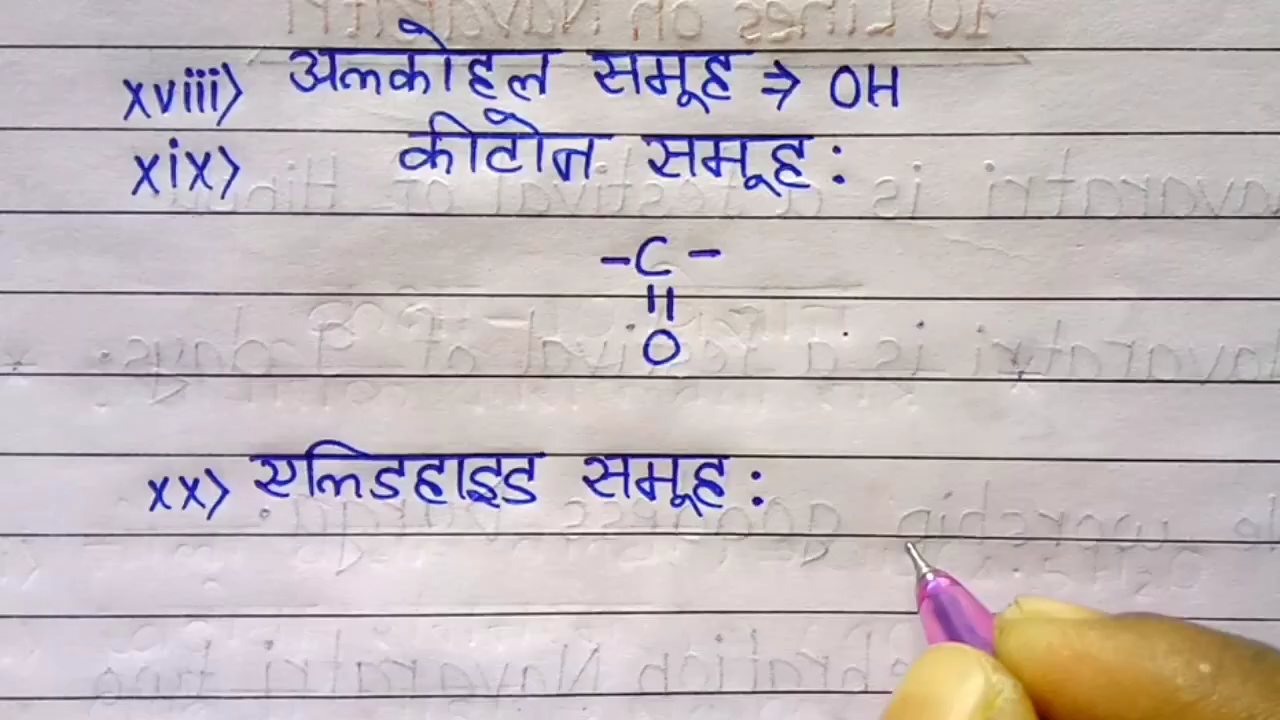 xviii> अल्कोहल समूह ⇒ OH
xix> कीटोन समूह:
-C-
||
O
xx> एल्डिहाइड समूह: